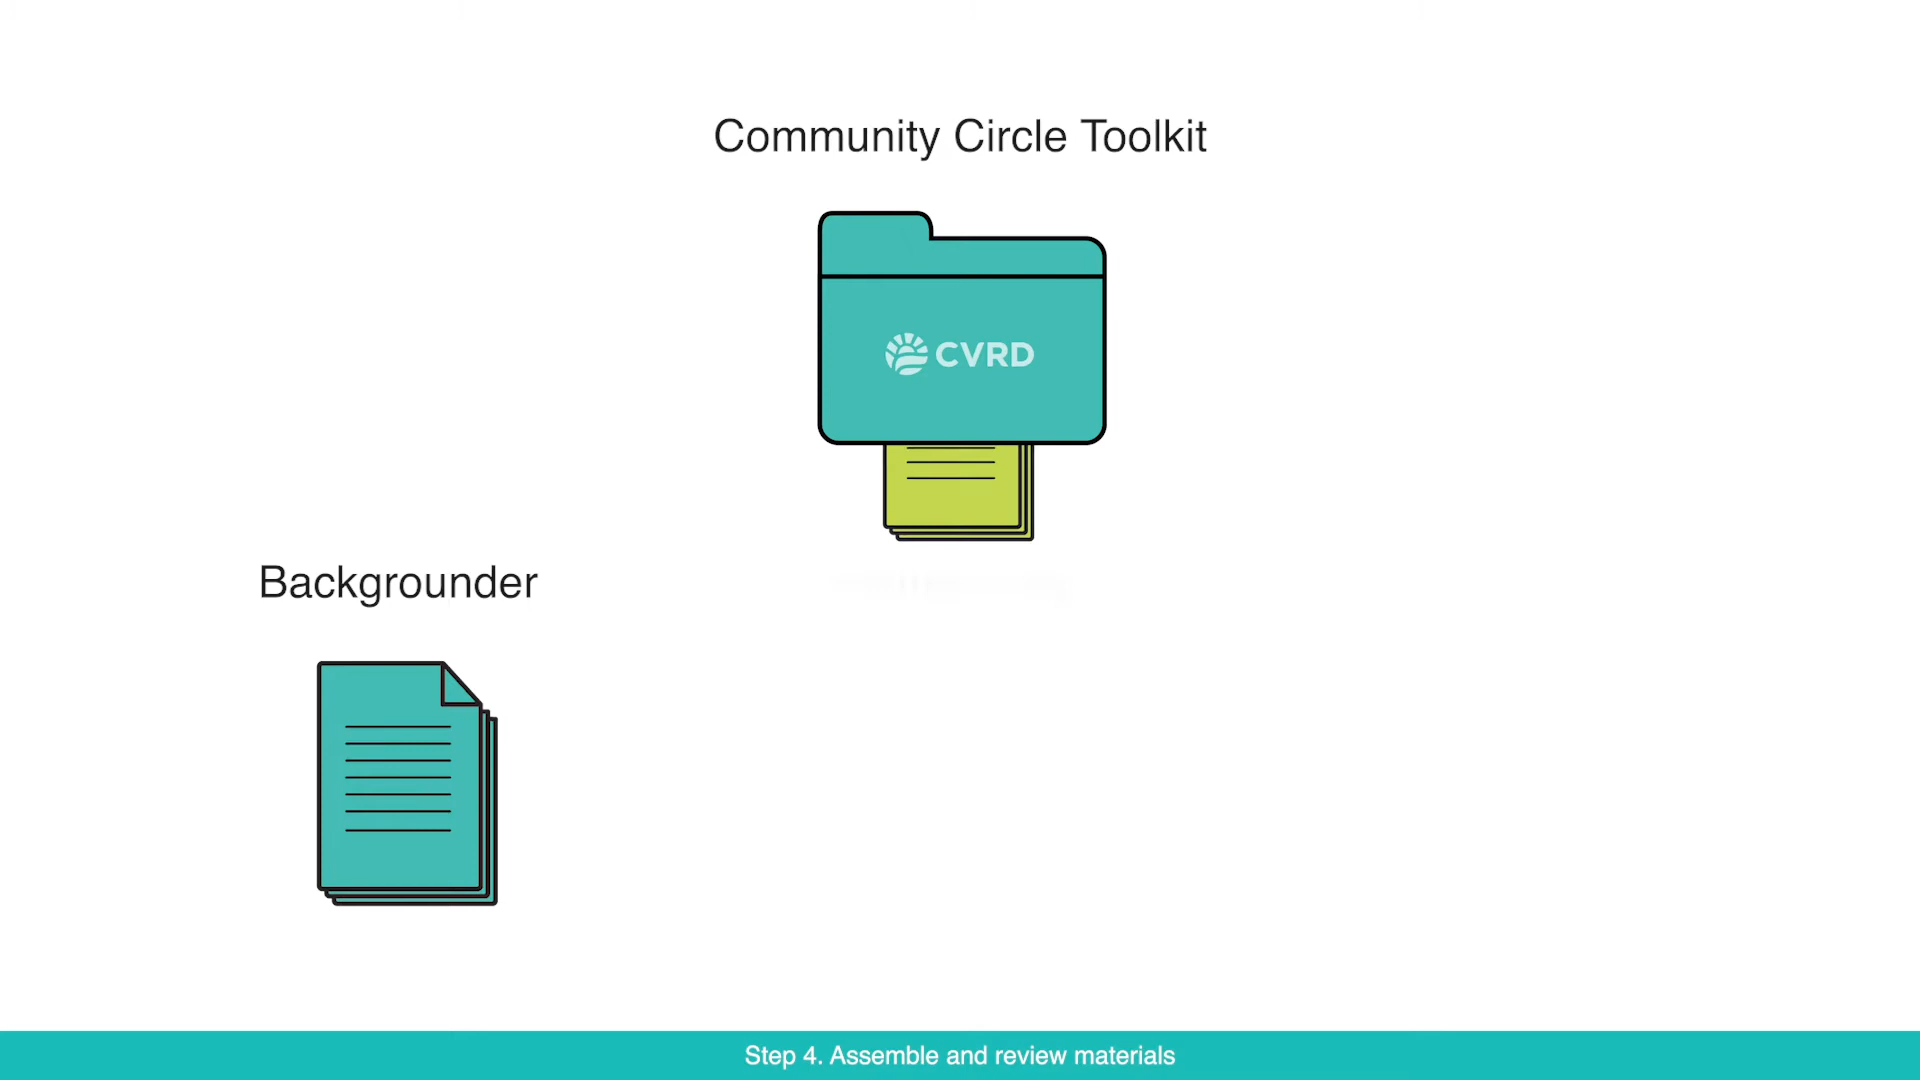 Community Circle Toolkit
CVRD
Backgrounder
Step 4. Assemble and review materials